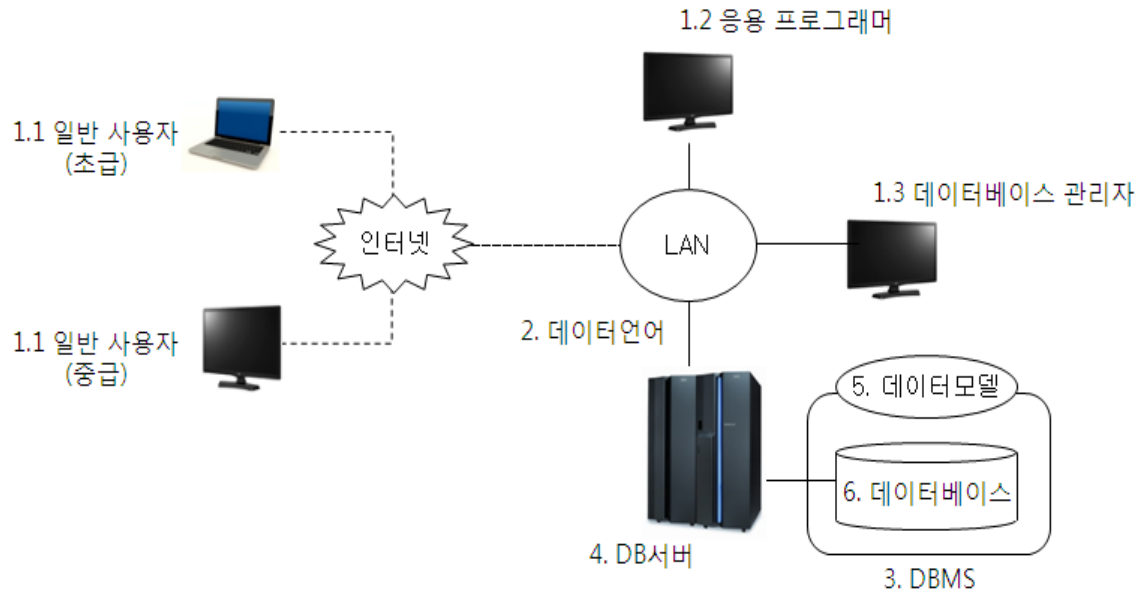 1.2 응용 프로그래머
1.1 일반 사용자
(초급)
1.3 데이터베이스 관리자
인터넷
LAN
2. 데이터언어
1.1 일반 사용자
(중급)
5. 데이터모델
6. 데이터베이스
4. DB서버
3. DBMS